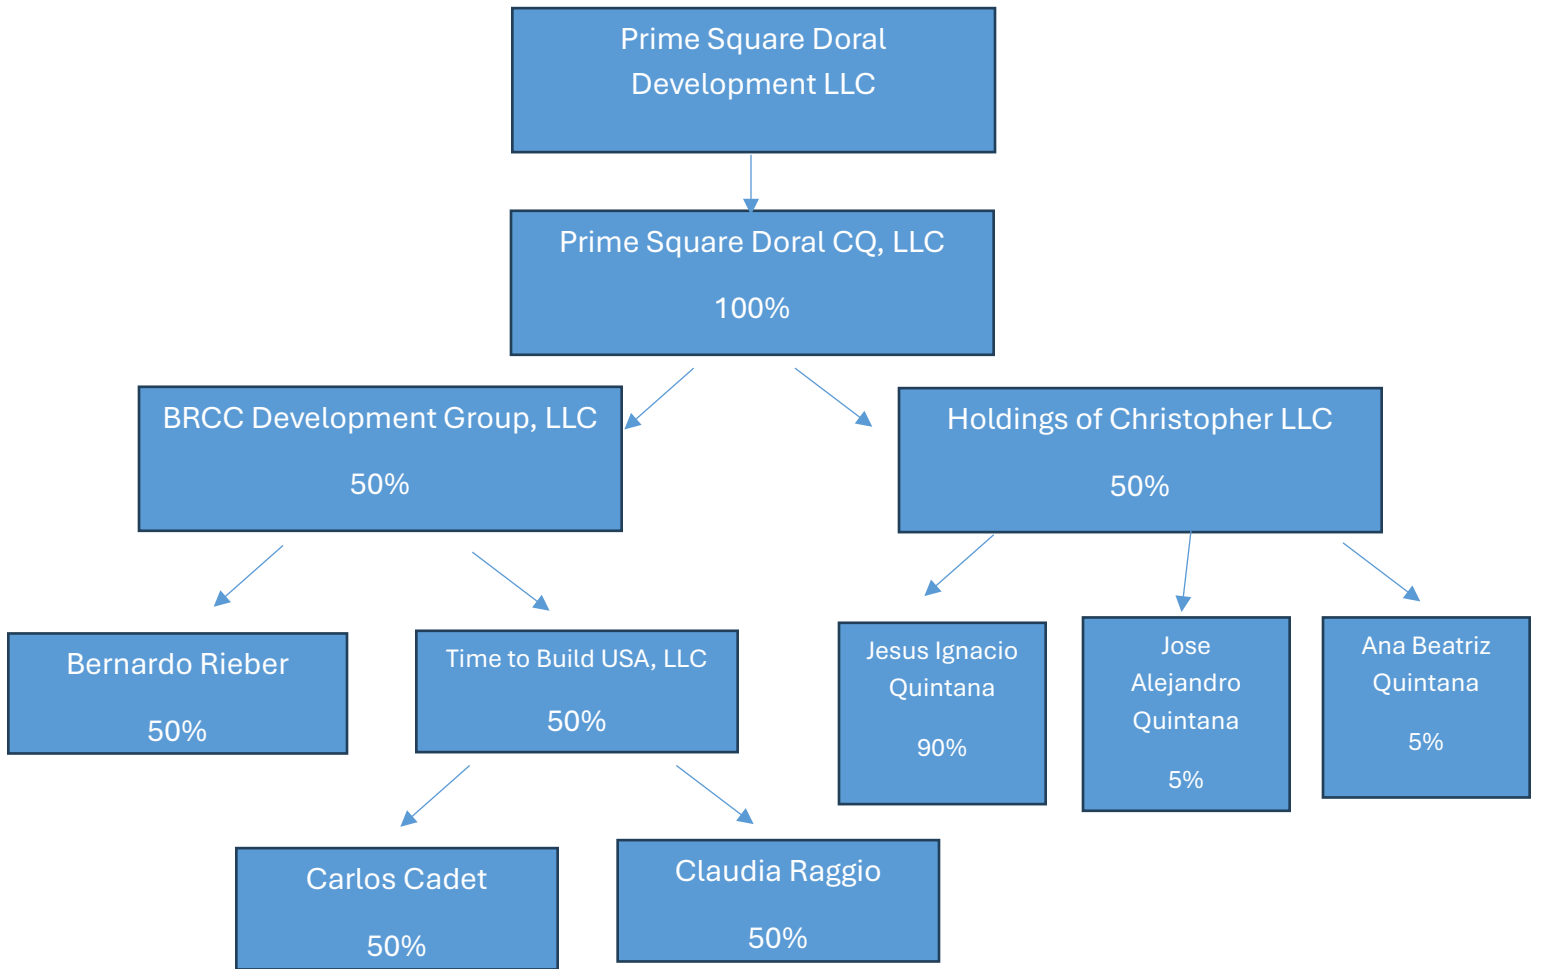 Prime Square Doral
Development LLC
Prime Square Doral CQ, LLC
100%
BRCC Development Group, LLC
50%
Holdings of Christopher LLC
50%
Bernardo Rieber
50%
Time to Build USA, LLC
50%
Jesus Ignacio
Quintana
90%
Jose
Alejandro
Quintana
5%
Ana Beatriz
Quintana
5%
Carlos Cadet
50%
Claudia Raggio
50%